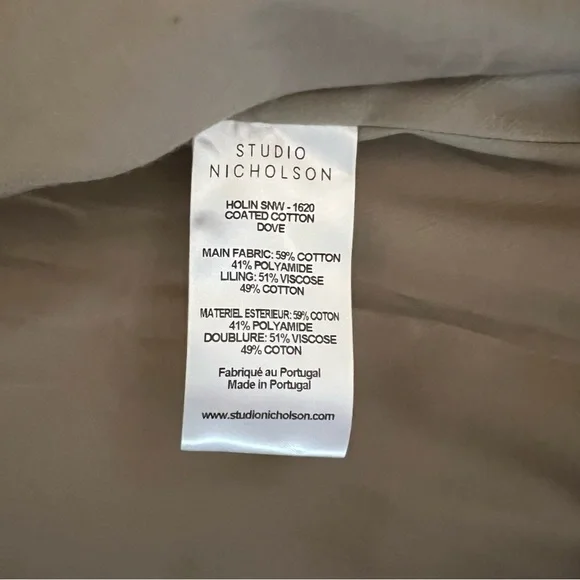 STUDIO
NICHOLSON
HOLIN SNW - 1620
COATED COTTON
DOVE
MAIN FABRIC: 59% COTTON
41% POLYAMIDE
LILING: 51% VISCOSE
49% COTTON
MATERIEL ESTERIEUR: 59% COTON
41% POLYAMIDE
DOUBLURE: 51% VISCOSE
49% COTON
Fabriqué au Portugal
Made in Portugal
www.studionicholson.com